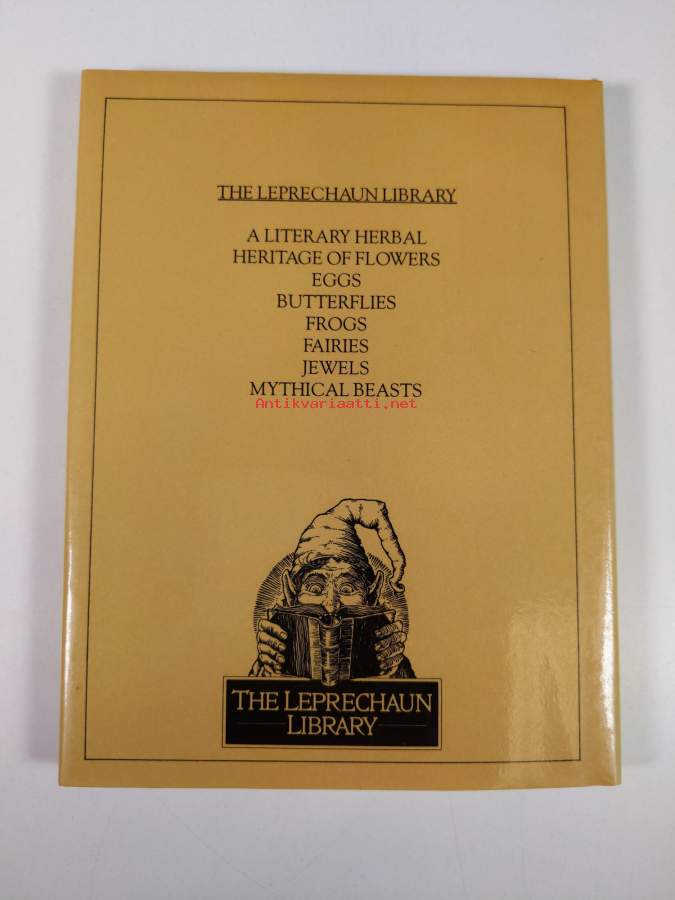 THE LEPRECHAUN LIBRARY
A LITERARY HERBAL
HERITAGE OF FLOWERS
EGGS
BUTTERFLIES
FROGS
FAIRIES
JEWELS
MYTHICAL BEASTS
Antikvariaatti.net
THE LEPRECHAUN
LIBRARY